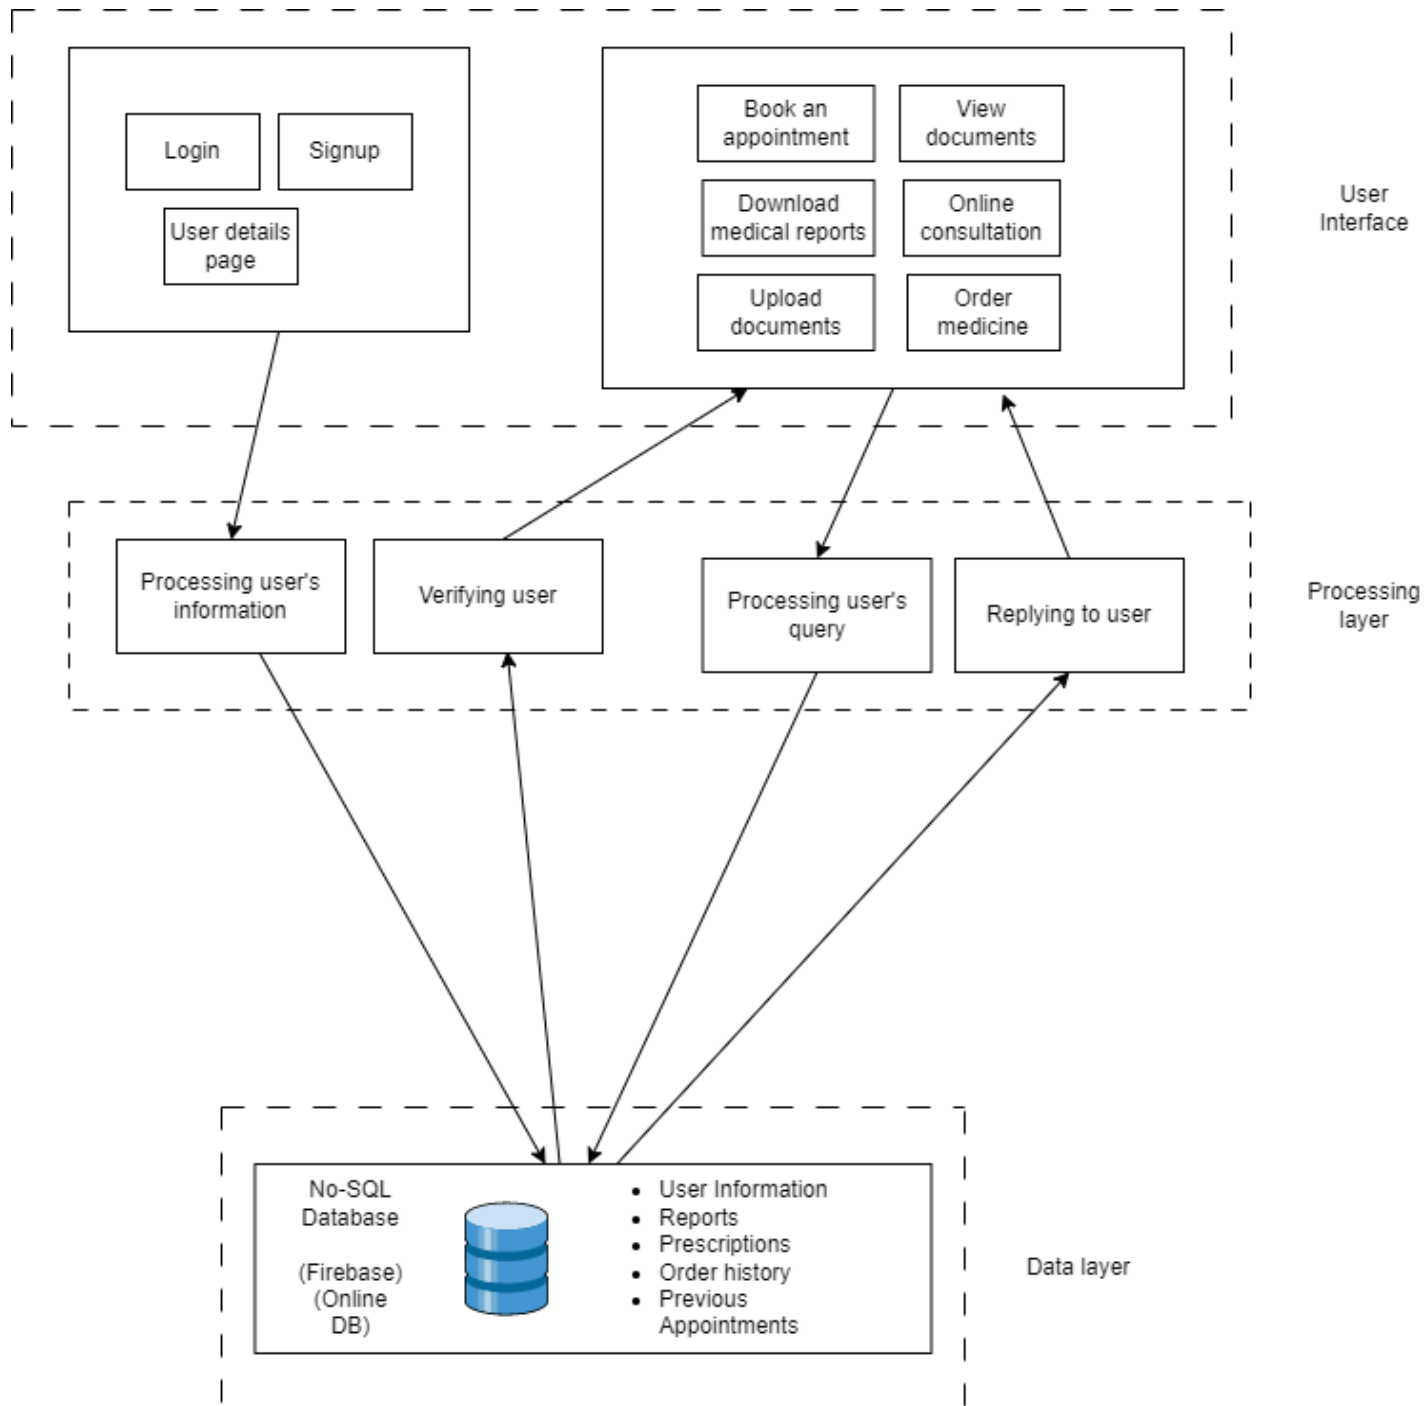 Login
Signup
User details
page
Book an
appointment
View
documents
Download
medical reports
Online
consultation
Upload
documents
Order
medicine
User
Interface
Processing user's
information
Verifying user
Processing user's
query
Replying to user
Processing
layer
No-SQL
Database
(Firebase)
(Online
DB)
• User Information
• Reports
• Prescriptions
• Order history
• Previous
Appointments
Data layer